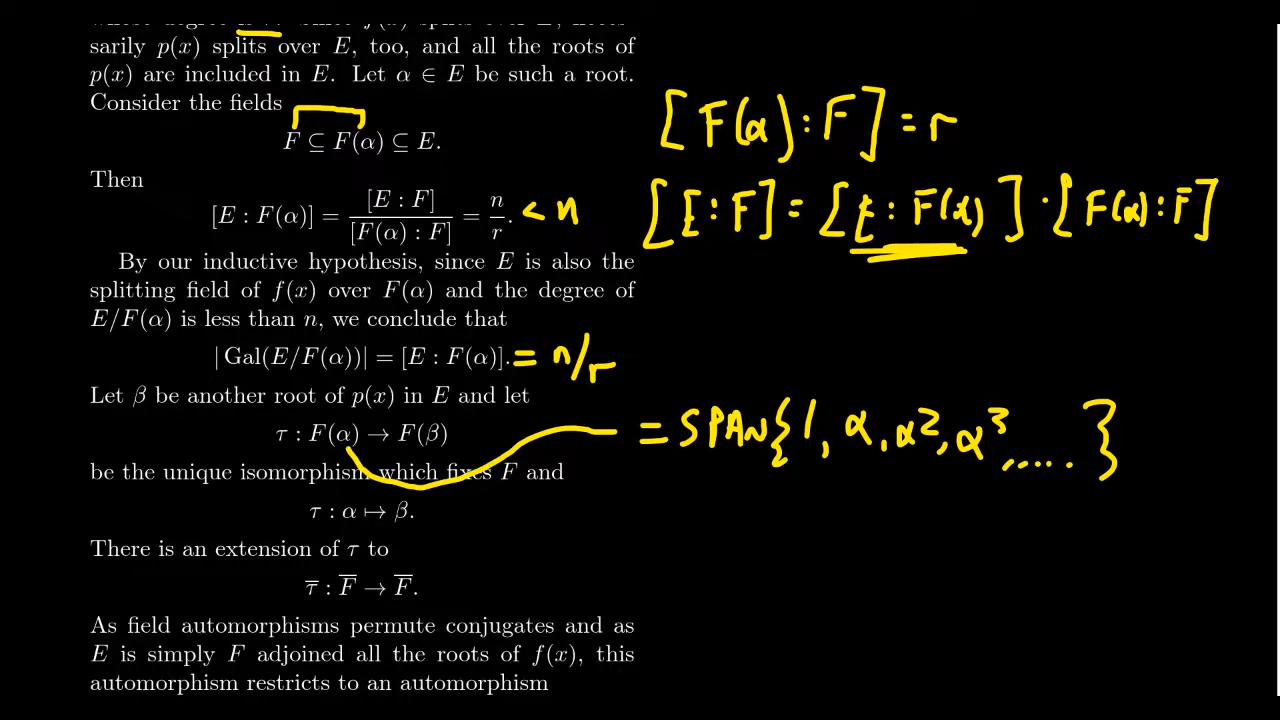 sarily p(x) splits over E, too, and all the roots of
p(x) are included in E. Let α ∈ E be such a root.
Consider the fields
F ⊆ F(α) ⊆ E.
[F(α):F] = r
Then
[E : F(α)] = [E : F] / [F(α) : F] = n / r. < n
[E:F] = [E:F(α)] · [F(α):F]
By our inductive hypothesis, since E is also the
splitting field of f(x) over F(α) and the degree of
E/F(α) is less than n, we conclude that
| Gal(E/F(α))| = [E : F(α)]. = n/r
Let β be another root of p(x) in E and let
τ : F(α) → F(β)
= SPAN{1, α, α², α³, .... }
be the unique isomorphism which fixes F and
τ : α ↦ β.
There is an extension of τ to
τ̅ : F̅ → F̅.
As field automorphisms permute conjugates and as
E is simply F adjoined all the roots of f(x), this
automorphism restricts to an automorphism